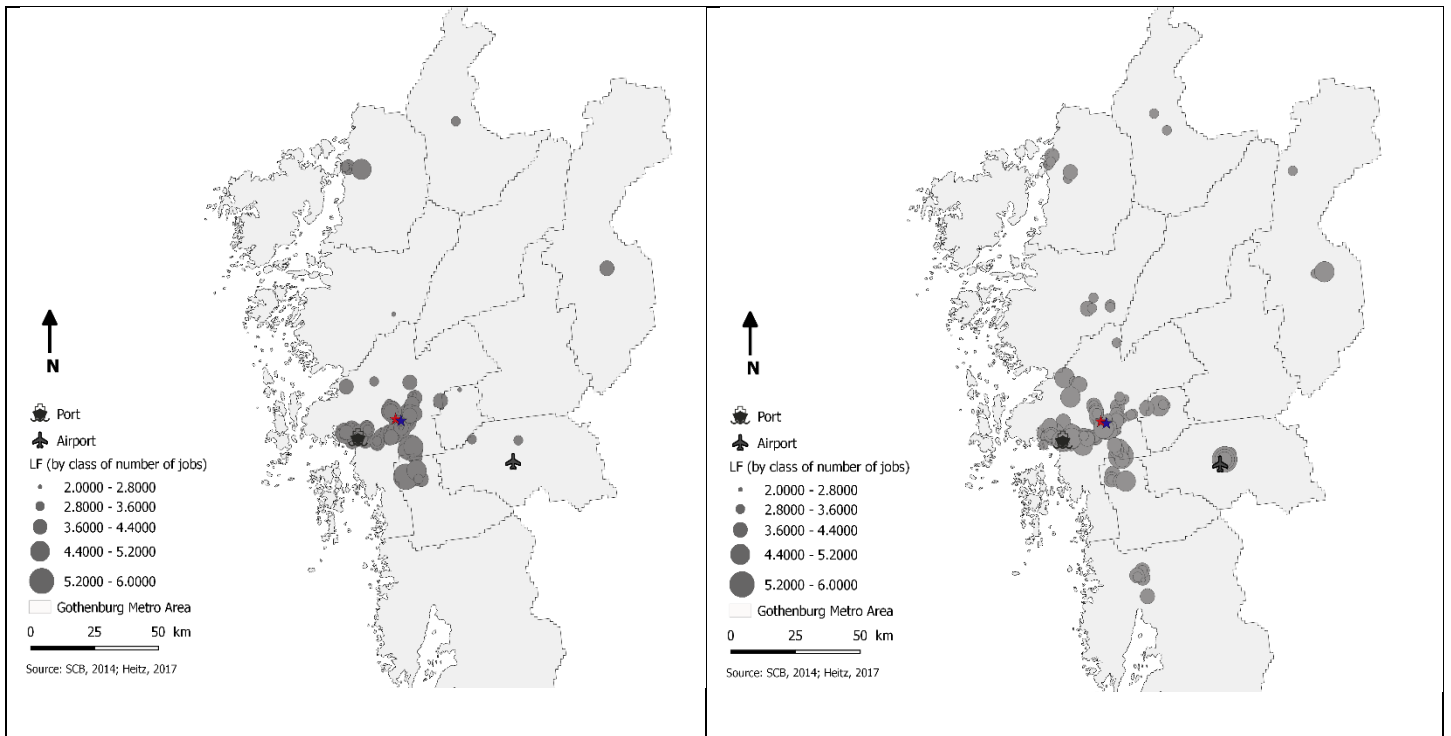 N
Port
Airport
LF (by class of number of jobs)
2.0000 - 2.8000
2.8000 - 3.6000
3.6000 - 4.4000
4.4000 - 5.2000
5.2000 - 6.0000
Gothenburg Metro Area
0 25 50 km
Source: SCB, 2014; Heitz, 2017
N
Port
Airport
LF (by class of number of jobs)
2.0000 - 2.8000
2.8000 - 3.6000
3.6000 - 4.4000
4.4000 - 5.2000
5.2000 - 6.0000
Gothenburg Metro Area
0 25 50 km
Source: SCB, 2014; Heitz, 2017